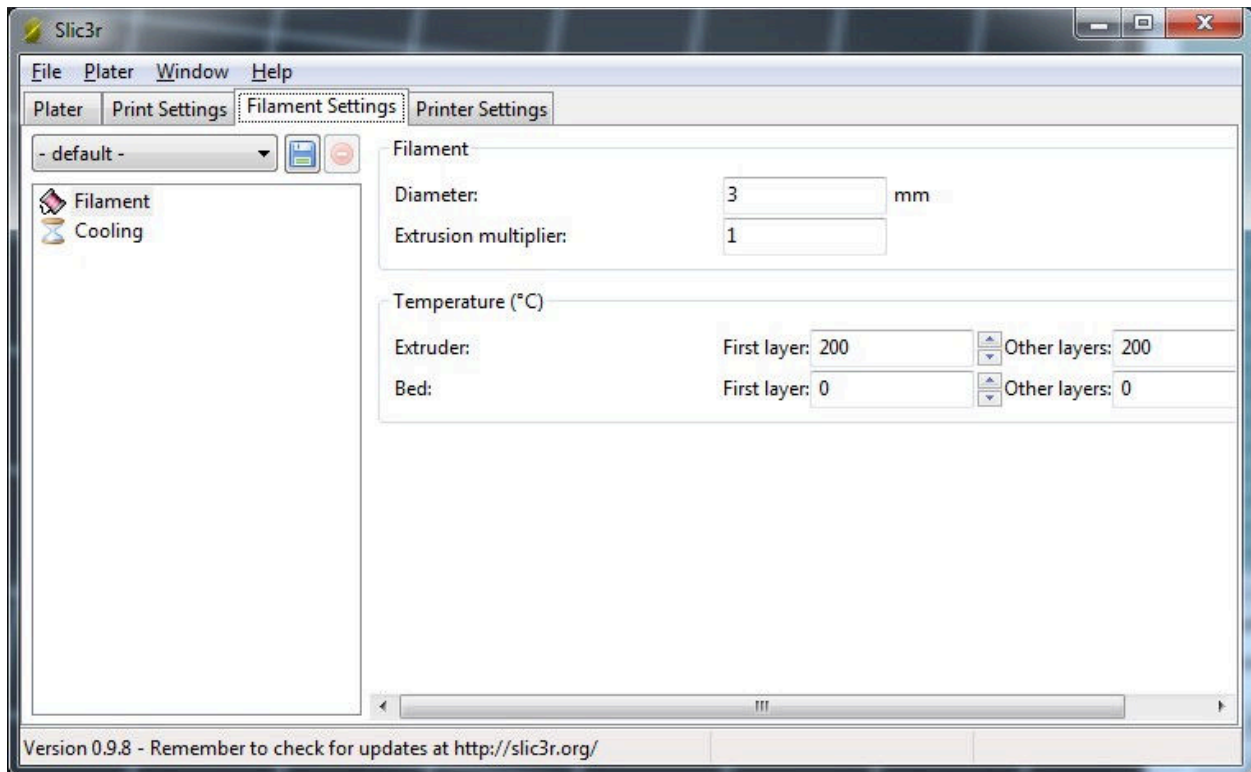 Slic3r
File Plater Window Help
Plater Print Settings Filament Settings Printer Settings
- default -
Filament
Cooling
Filament
Diameter: 3 mm
Extrusion multiplier: 1
Temperature (°C)
Extruder: First layer: 200 Other layers: 200
Bed: First layer: 0 Other layers: 0
Version 0.9.8 - Remember to check for updates at http://slic3r.org/